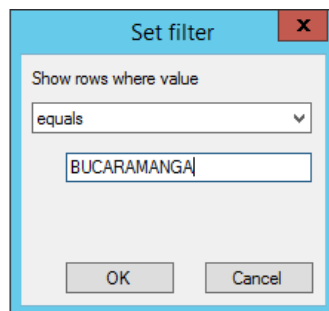 Set filter
x
Show rows where value
equals
BUCARAMANGA
OK
Cancel